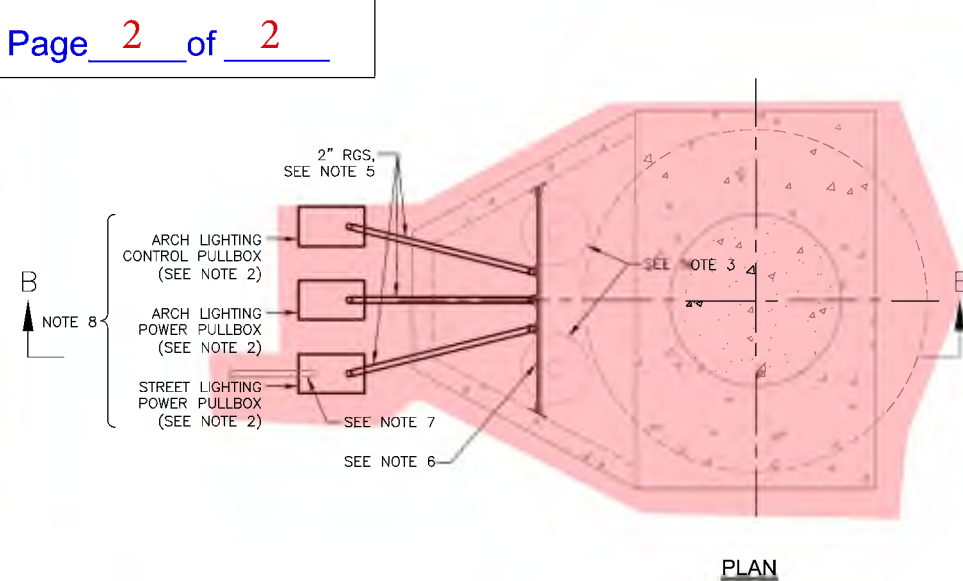 Page 2 of 2
2" RGS,
SEE NOTE 5
ARCH LIGHTING
CONTROL PULLBOX
(SEE NOTE 2)
SEE NOTE 3
B
B
NOTE 8
ARCH LIGHTING
POWER PULLBOX
(SEE NOTE 2)
STREET LIGHTING
POWER PULLBOX
(SEE NOTE 2)
SEE NOTE 7
SEE NOTE 6
PLAN